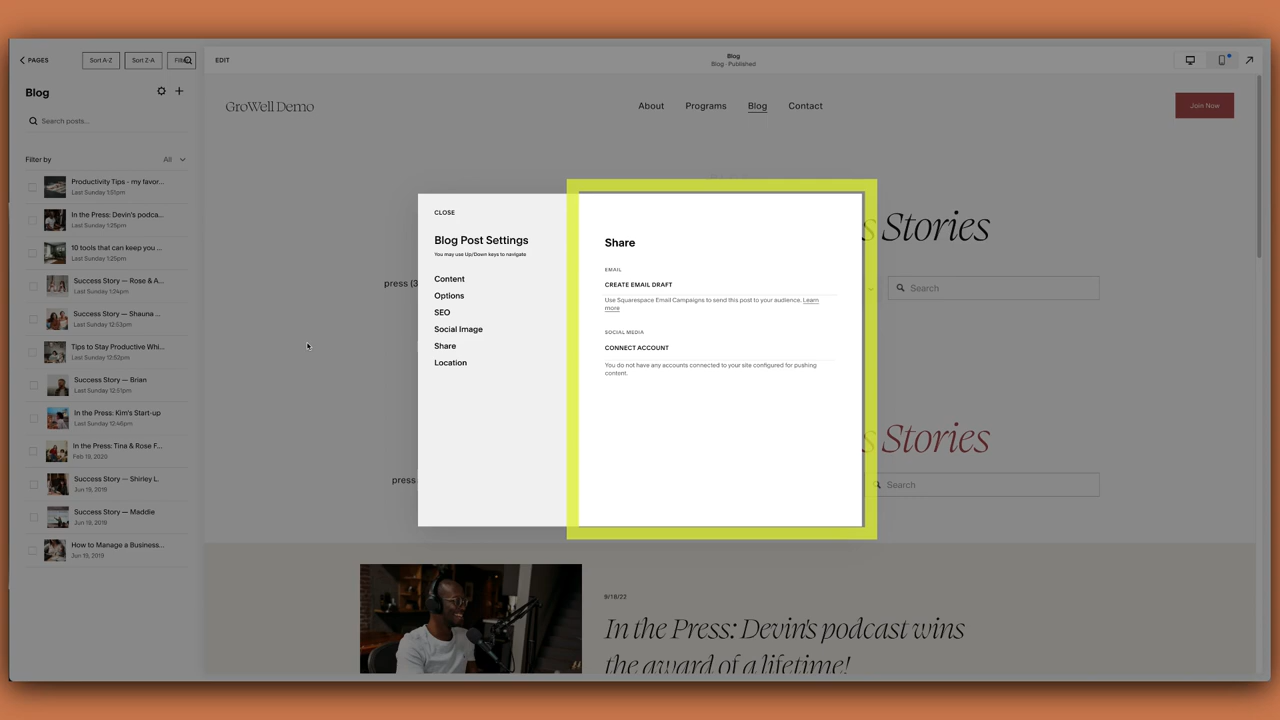 PAGES
Sort A-Z
Sort Z-A
EDIT
Blog
Blog · Published
Blog
Search posts...
Filter by
All
Productivity Tips - my favor...
Last Sunday 1:51pm
In the Press: Devin's podca...
Last Sunday 1:25pm
10 tools that can keep you ...
Last Sunday 1:25pm
Success Story — Rose & A...
Last Sunday 1:24pm
Success Story — Shauna ...
Last Sunday 12:53pm
Tips to Stay Productive Whi...
Last Sunday 12:52pm
Success Story — Brian
Last Sunday 12:51pm
In the Press: Kim's Start-up
Last Sunday 12:46pm
In the Press: Tina & Rose F...
Feb 19, 2020
Success Story — Shirley L.
Jun 19, 2019
Success Story — Maddie
Jun 19, 2019
How to Manage a Business...
Jun 19, 2019
GroWell Demo
About
Programs
Blog
Contact
Join Now
Stories
press (3
Search
Stories
press
Search
CLOSE
Blog Post Settings
You may use Up/Down keys to navigate
Content
Options
SEO
Social Image
Share
Location
Share
EMAIL
CREATE EMAIL DRAFT
Use Squarespace Email Campaigns to send this post to your audience. Learn
more
SOCIAL MEDIA
CONNECT ACCOUNT
You do not have any accounts connected to your site configured for pushing
content.
9/18/22
In the Press: Devin's podcast wins
the award of a lifetime!